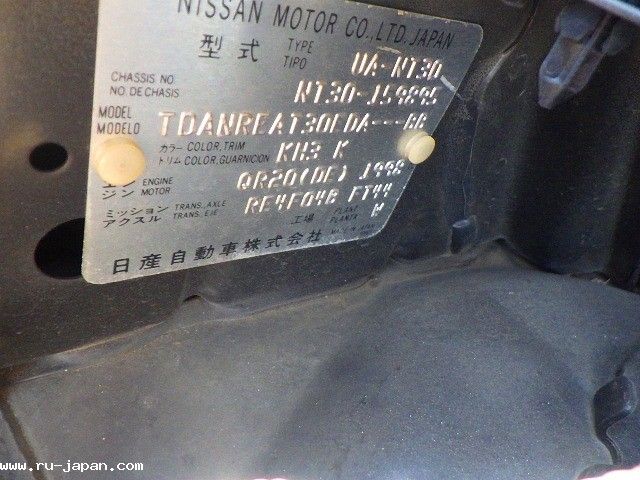 NISSAN MOTOR CO.,LTD.JAPAN
型式 TYPE TIPO UA-NT30
CHASSIS NO. NO.DE CHASIS NT30-159895
MODEL MODELO TDANREAT30EDA---BB
カラー COLOR,TRIM トリム COLOR,GUARNICION KH3 K
エンジン ENGINE MOTOR QR20(DE) 1998
ミッション TRANS.,AXLE アクスル TRANS.,EJE RE4F04B FT44
工場 PLANT PLANTA M
日産自動車株式会社
www.ru-japan.com